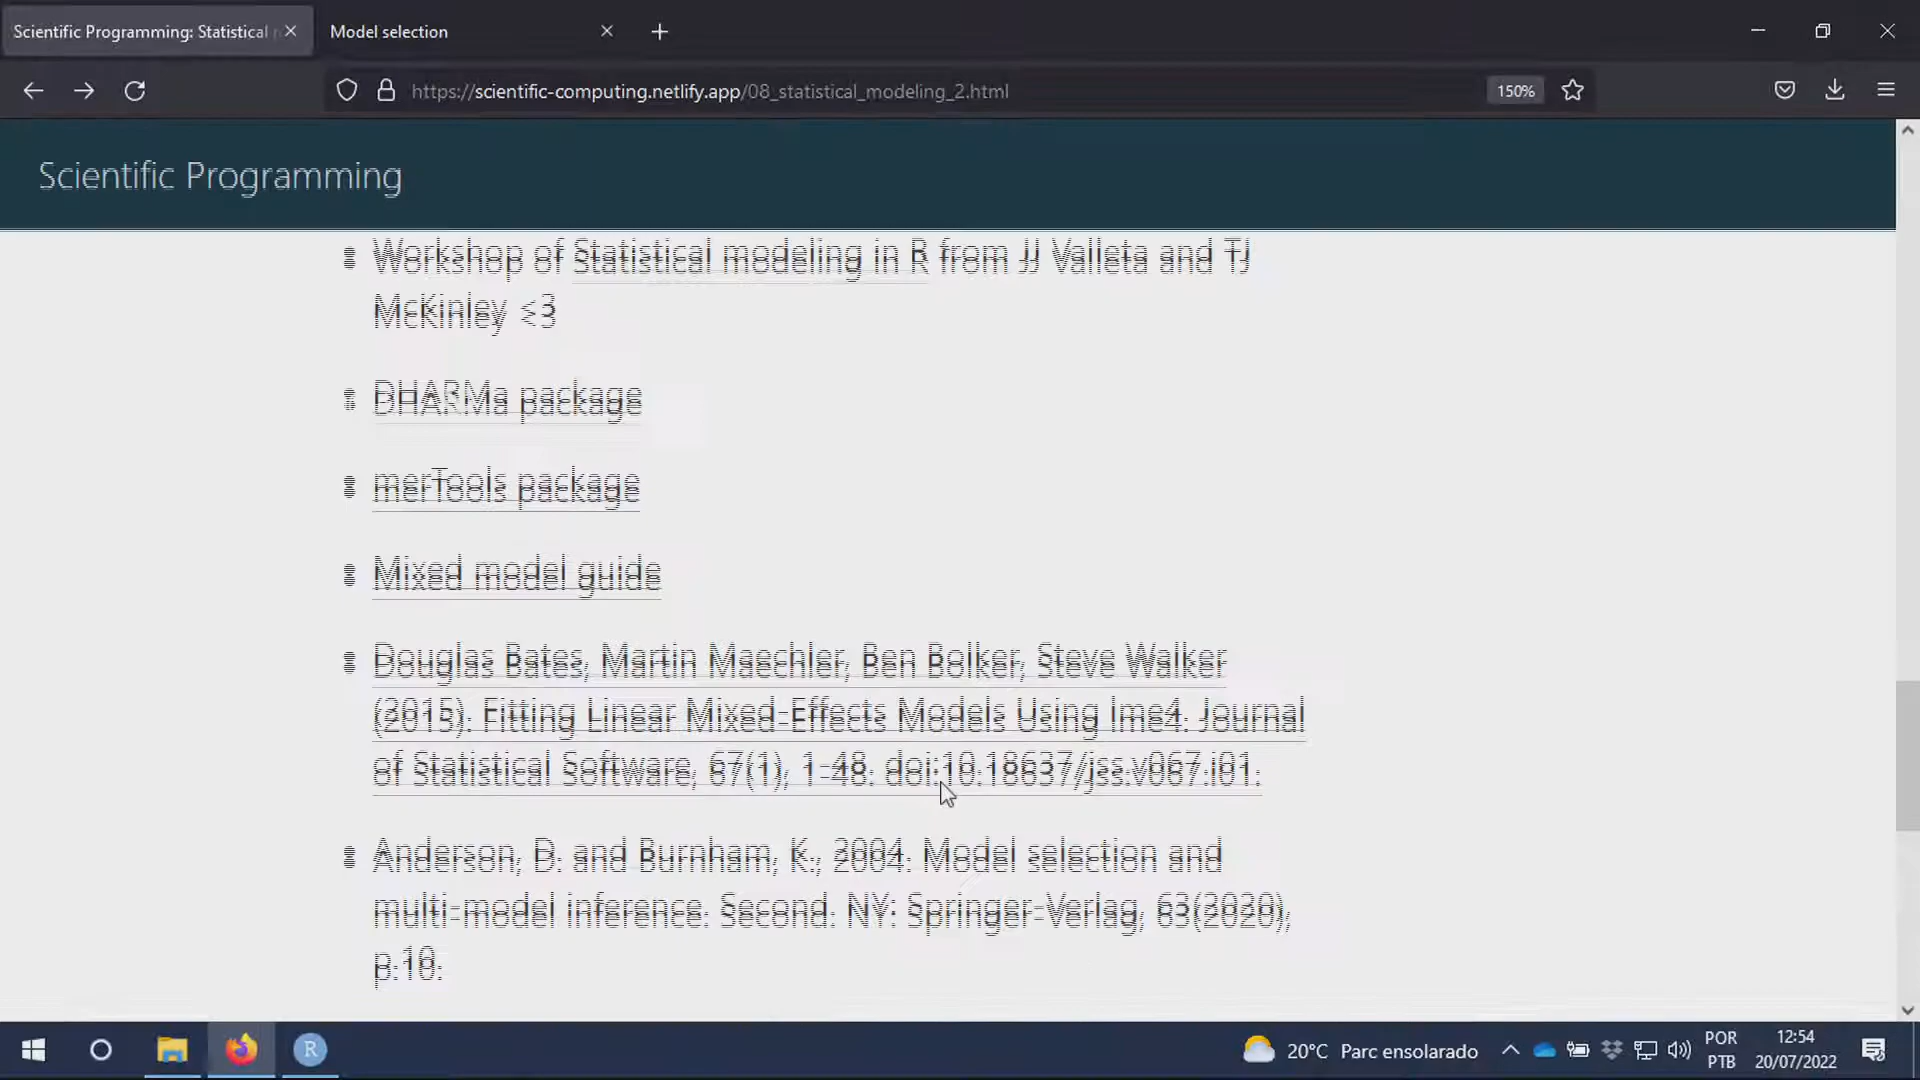 Scientific Programming: Statistical
Model selection
https://scientific-computing.netlify.app/08_statistical_modeling_2.html
150%
Scientific Programming
Workshop of Statistical modeling in R from JJ Valleta and TJ
McKinley <3
DHARMa package
merTools package
Mixed model guide
Douglas Bates, Martin Maechler, Ben Bolker, Steve Walker
(2015). Fitting Linear Mixed-Effects Models Using lme4. Journal
of Statistical Software, 67(1), 1-48. doi:10.18637/jss.v067.i01.
Anderson, D. and Burnham, K., 2004. Model selection and
multi-model inference. Second. NY: Springer-Verlag, 63(2020),
p.10.
R
20°C Parc ensolarado
POR
PTB
12:54
20/07/2022